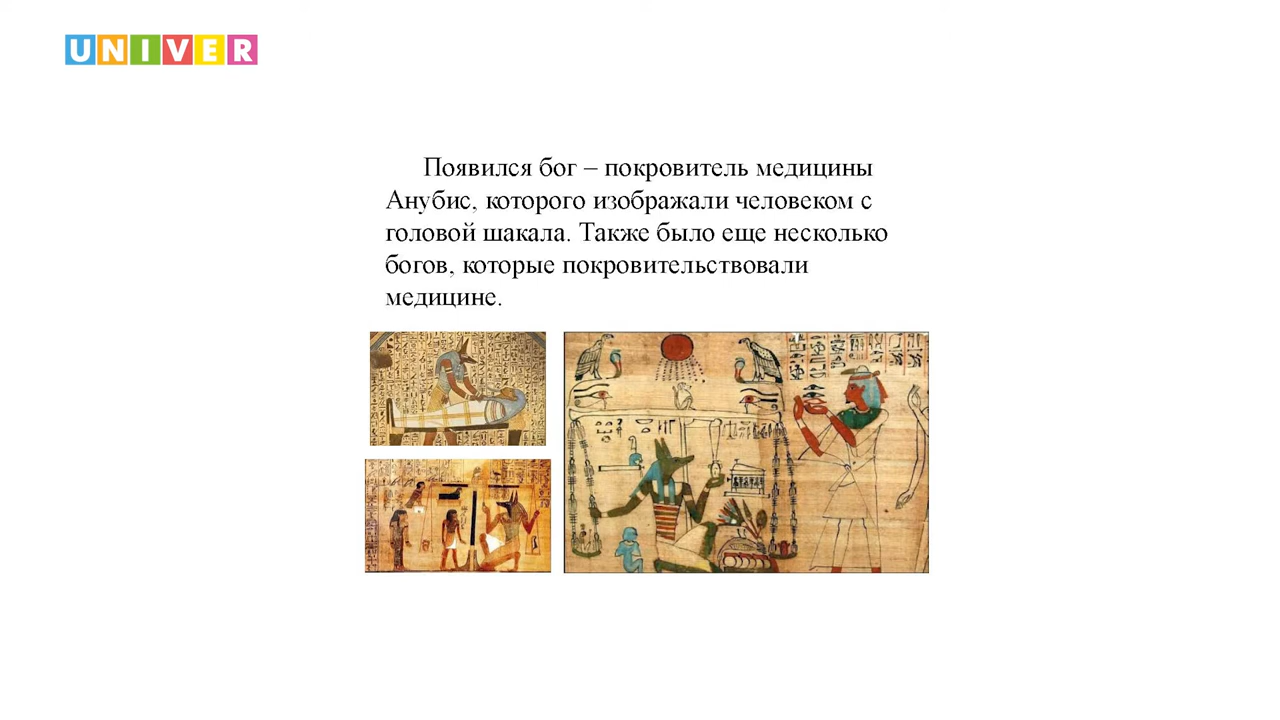 UNIVER
Появился бог – покровитель медицины
Анубис, которого изображали человеком с
головой шакала. Также было еще несколько
богов, которые покровительствовали
медицине.